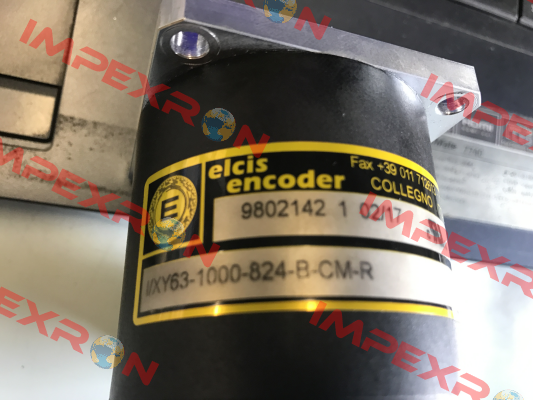 IMPEXRON
IMPEXRON
elcis
encoder
Fax +39 011
COLLEGNO
9802142 1 02/17
I/XY63-1000-824-B-CM-R
IMPEXRON
IMPEXRON
IMPEXRON